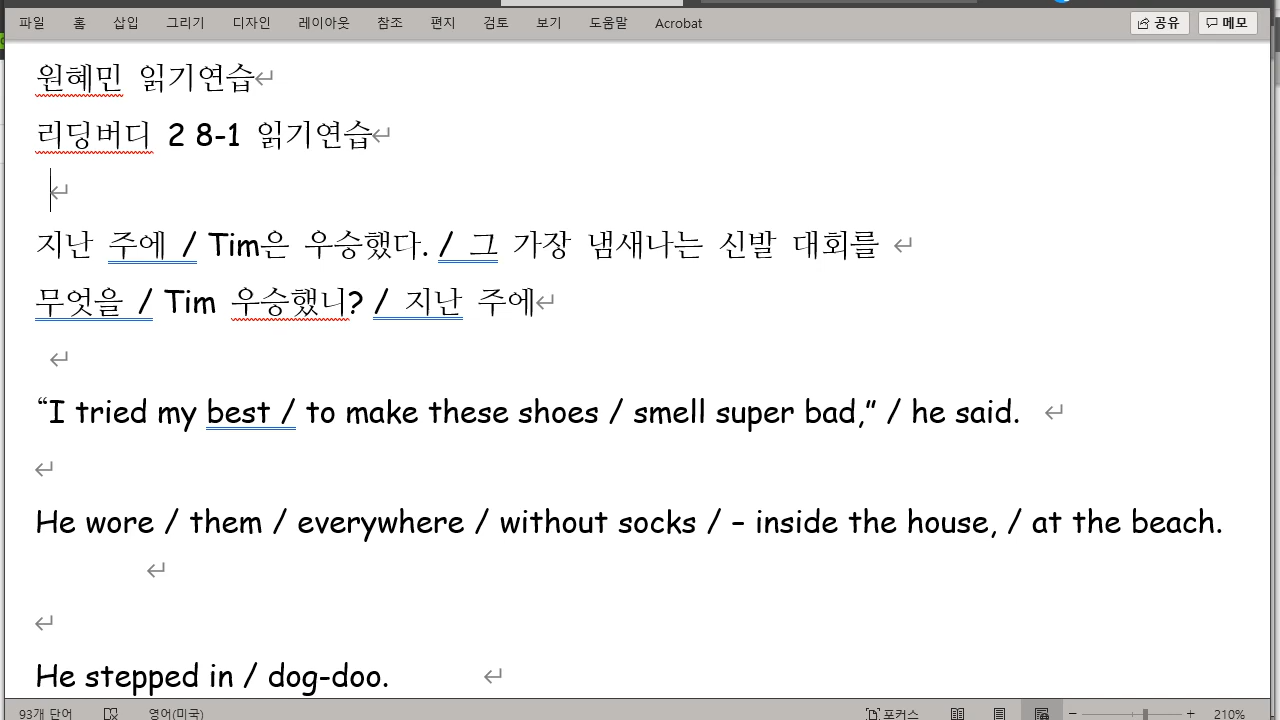 파일 홈 삽입 그리기 디자인 레이아웃 참조 편지 검토 보기 도움말 Acrobat 공유 메모
원혜민 읽기연습
리딩버디 2 8-1 읽기연습
지난 주에 / Tim은 우승했다. / 그 가장 냄새나는 신발 대회를
무엇을 / Tim 우승했니? / 지난 주에
“I tried my best / to make these shoes / smell super bad,” / he said.
He wore / them / everywhere / without socks / – inside the house, / at the beach.
He stepped in / dog-doo.
93개 단어 영어(미국) 포커스 210%